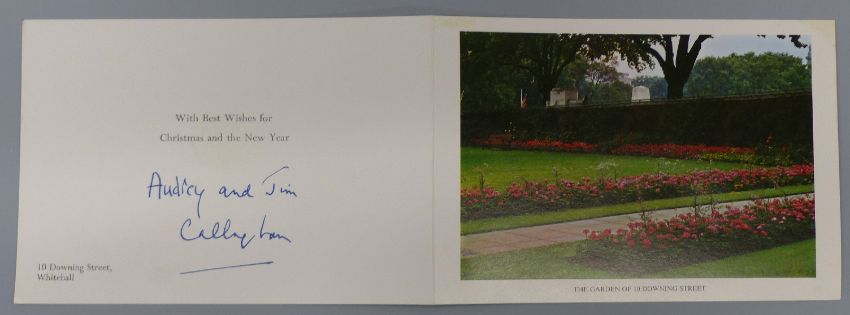 With Best Wishes for
Christmas and the New Year
Audrey and Jim
Callaghan
10 Downing Street,
Whitehall
THE GARDEN OF 10 DOWNING STREET